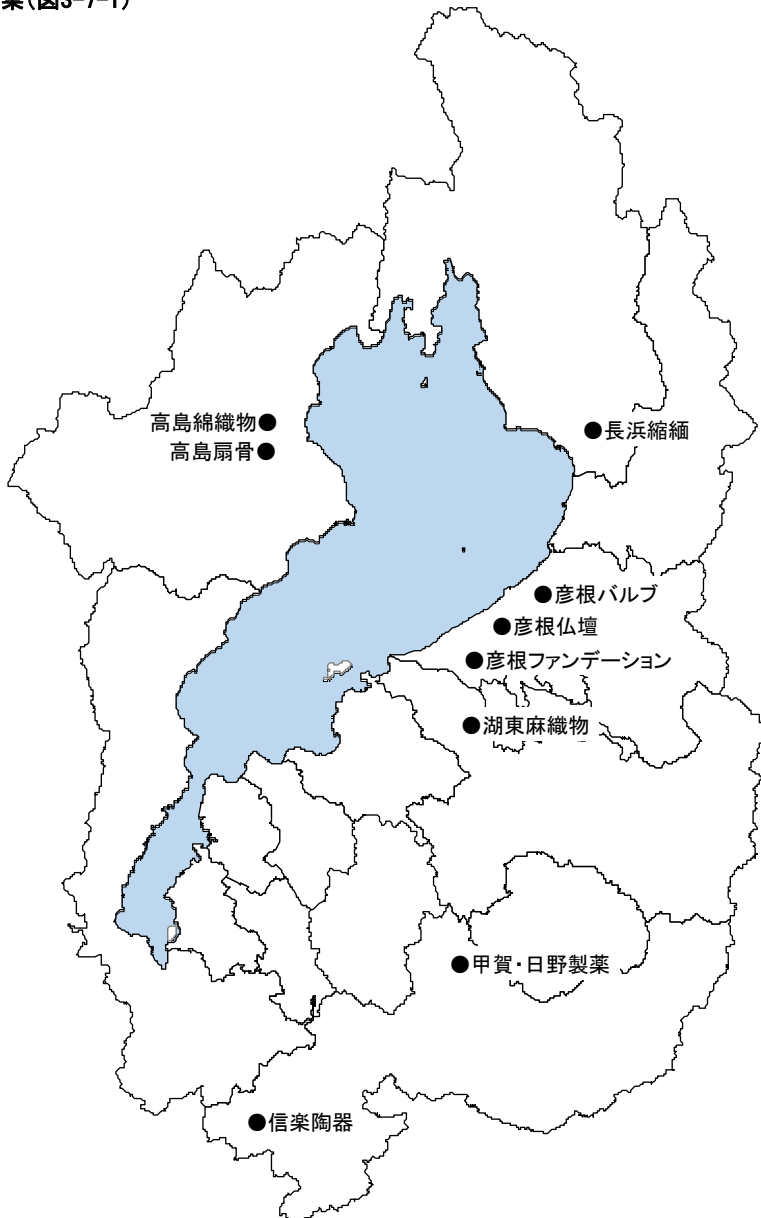 業(図3-7-1)
高島綿織物●
高島扇骨●
●長浜縮緬
●彦根バルブ
●彦根仏壇
●彦根ファンデーション
●湖東麻織物
●甲賀・日野製薬
●信楽陶器